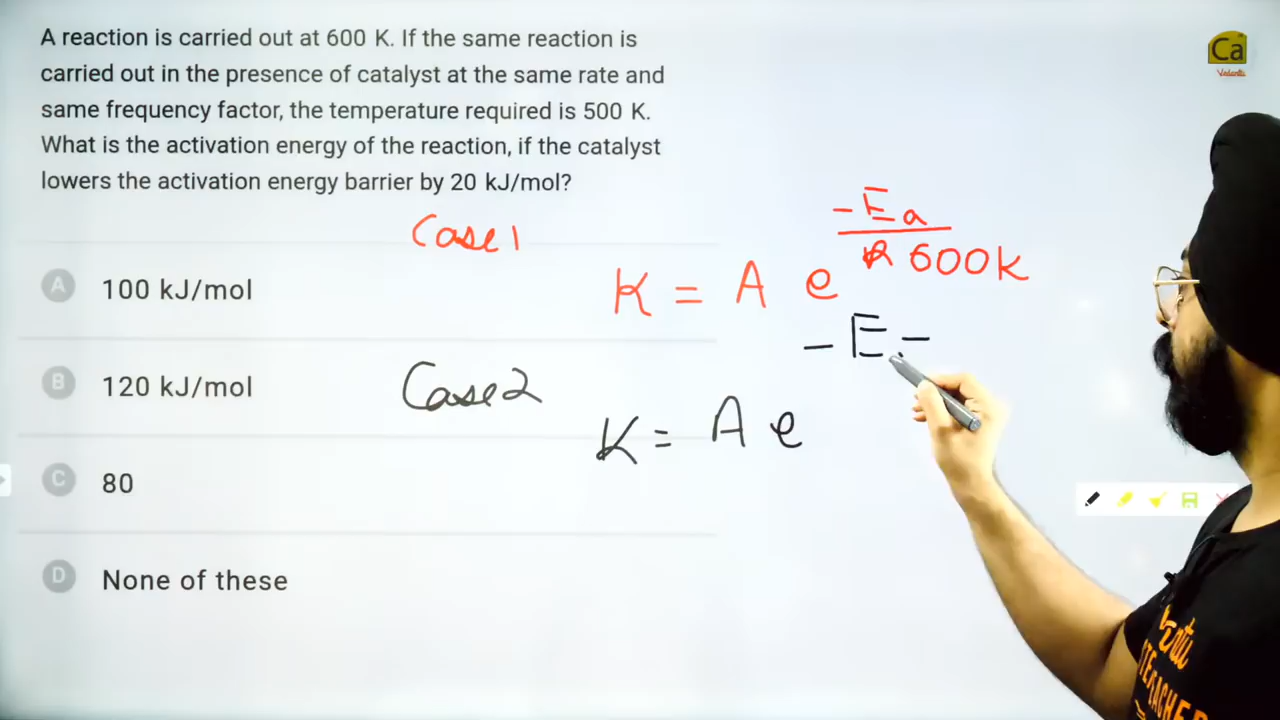 A reaction is carried out at 600 K. If the same reaction is
carried out in the presence of catalyst at the same rate and
same frequency factor, the temperature required is 500 K.
What is the activation energy of the reaction, if the catalyst
lowers the activation energy barrier by 20 kJ/mol?
Ca
Vedantu
Case 1
K = A e
-Ea
R 600K
A 100 kJ/mol
B 120 kJ/mol
Case 2
K = A e
- E -
C 80
D None of these